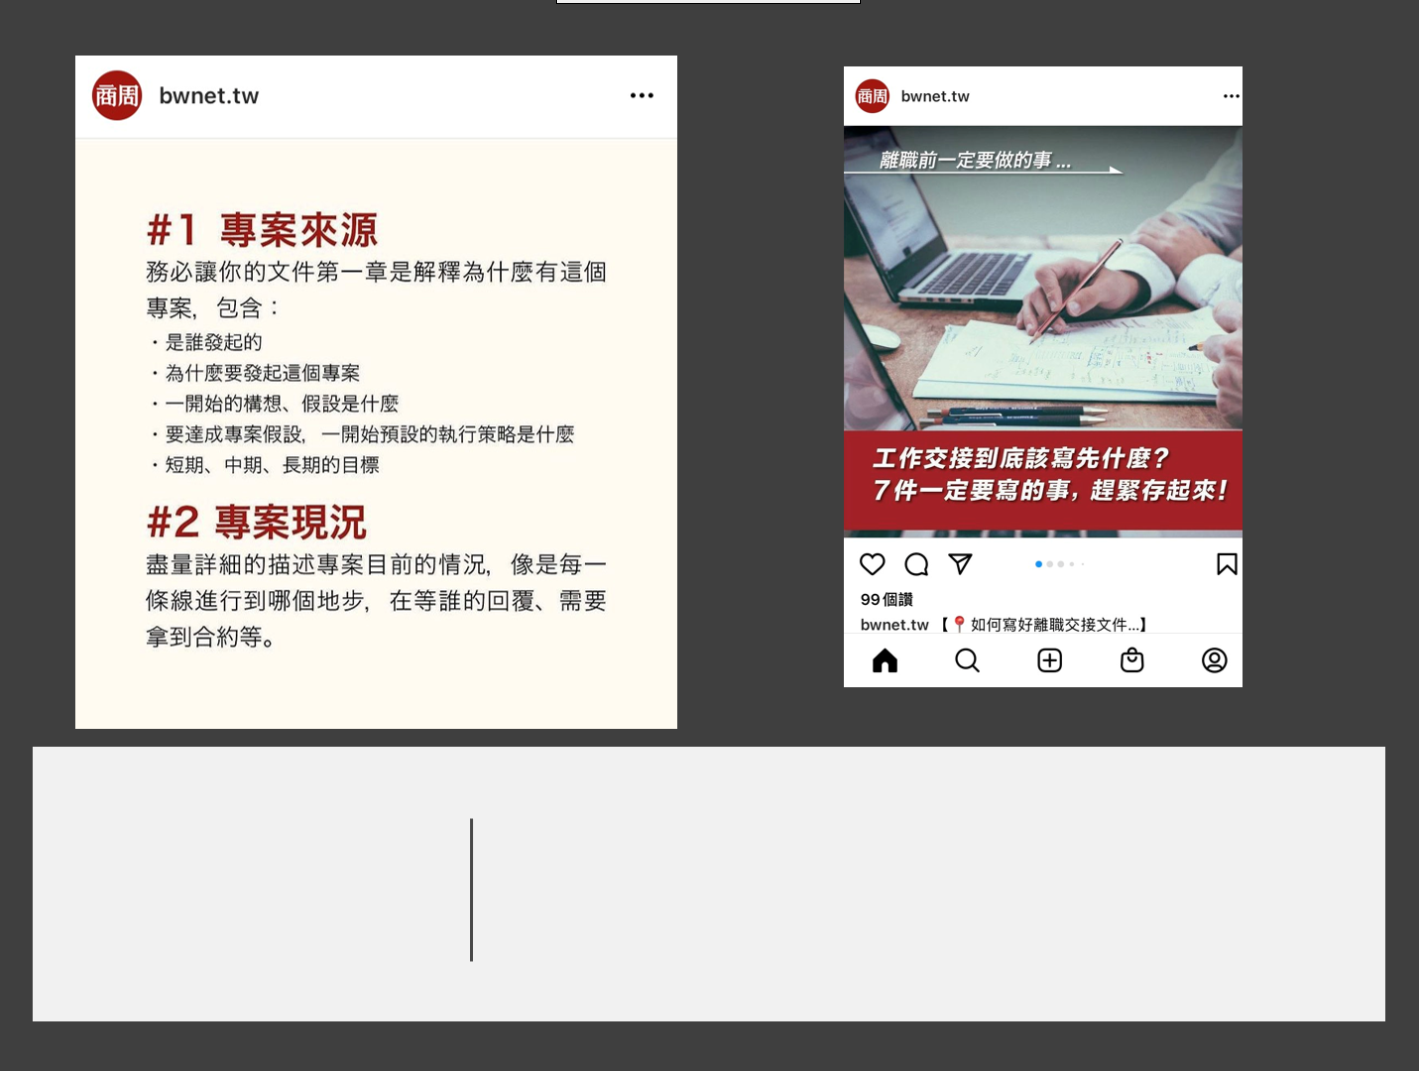 商周 bwnet.tw
#1 專案來源
務必讓你的文件第一章是解釋為什麼有這個
專案，包含：
・是誰發起的
・為什麼要發起這個專案
・一開始的構想、假設是什麼
・要達成專案假設，一開始預設的執行策略是什麼
・短期、中期、長期的目標
#2 專案現況
盡量詳細的描述專案目前的情況，像是每一
條線進行到哪個地步，在等誰的回覆、需要
拿到合約等。
商周 bwnet.tw
離職前一定要做的事 ...
工作交接到底該寫先什麼？
7 件一定要寫的事，趕緊存起來！
99 個讚
bwnet.tw 【📍如何寫好離職交接文件...】